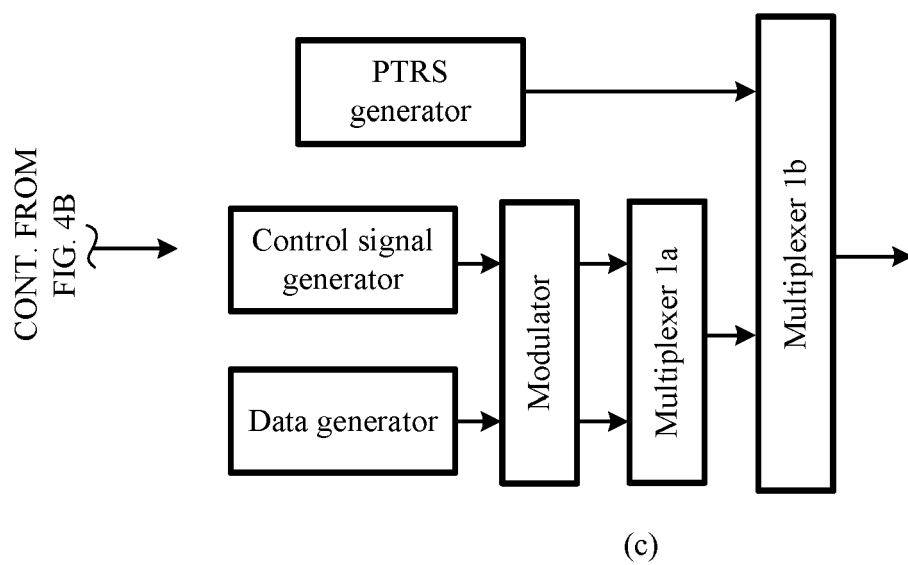 PTRS
generator
CONT. FROM
FIG. 4B
Control signal
generator
Data generator
Modulator
Multiplexer 1a
Multiplexer 1b
(c)